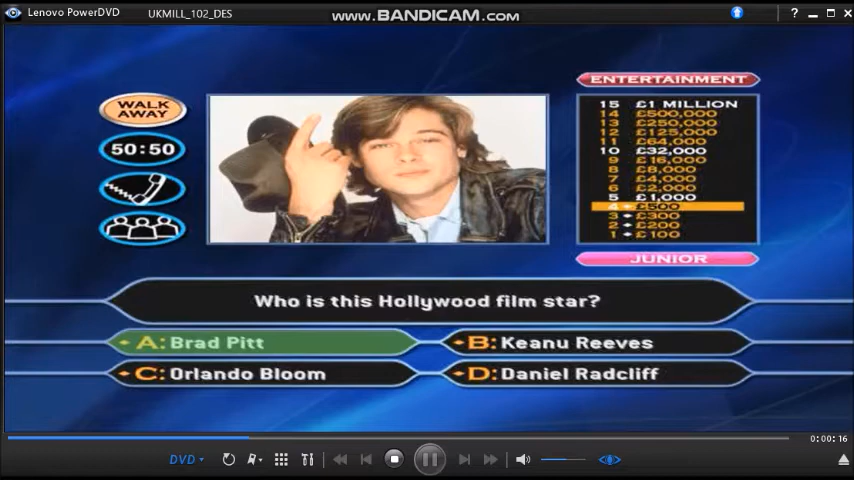 Lenovo PowerDVD
UKMILL_102_DES
www.BANDICAM.com
?
ENTERTAINMENT
WALK
AWAY
50:50
15 £1 MILLION
14 £500,000
13 £250,000
12 £125,000
11 £64,000
10 £32,000
9 £16,000
8 £8,000
7 £4,000
6 £2,000
5 £1,000
4 £500
3 £300
2 £200
1 £100
JUNIOR
Who is this Hollywood film star?
A: Brad Pitt
B: Keanu Reeves
C: Orlando Bloom
D: Daniel Radcliff
0:00:16
DVD